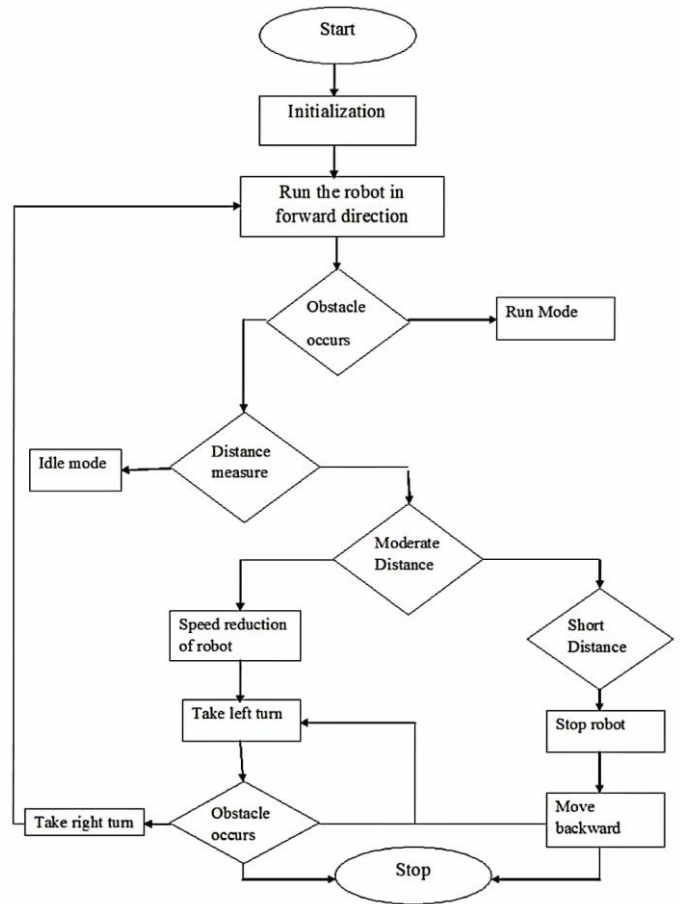 Start
Initialization
Run the robot in
forward direction
Obstacle
occurs
Run Mode
Distance
measure
Idle mode
Moderate
Distance
Speed reduction
of robot
Short
Distance
Take left turn
Stop robot
Obstacle
occurs
Take right turn
Move
backward
Stop